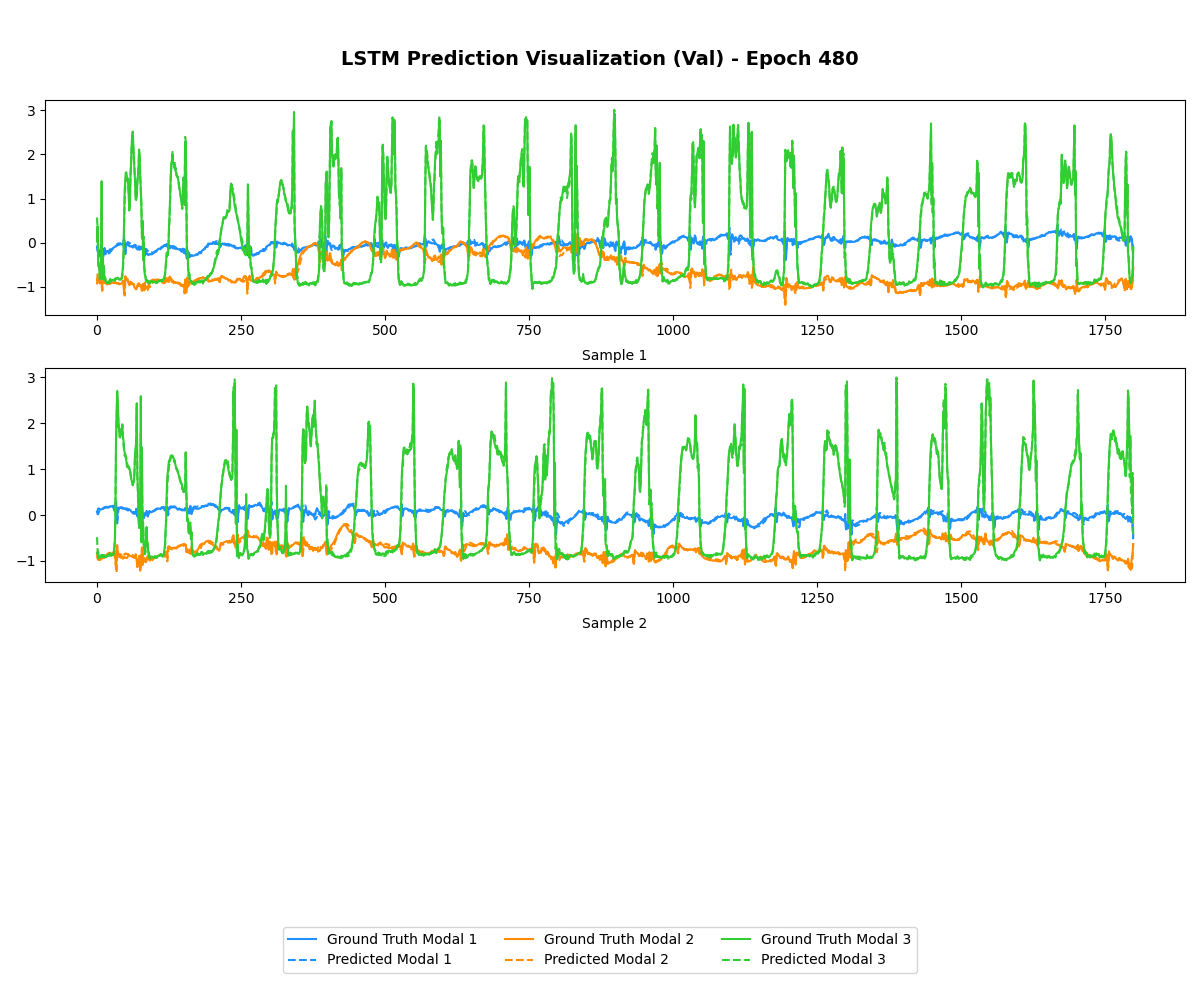 LSTM Prediction Visualization (Val) - Epoch 480
3
2
1
0
−1
0 250 500 750 1000 1250 1500 1750
Sample 1
3
2
1
0
−1
0 250 500 750 1000 1250 1500 1750
Sample 2
Ground Truth Modal 1 Ground Truth Modal 2 Ground Truth Modal 3
Predicted Modal 1 Predicted Modal 2 Predicted Modal 3